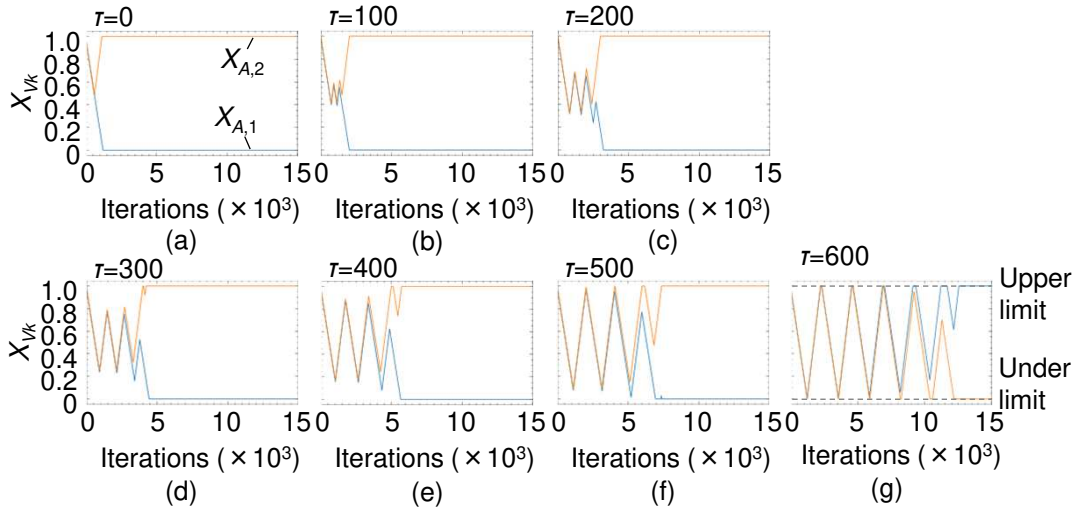 τ=0 τ=100 τ=200
X_{Vk} 1.0 0.8 0.6 0.4 0.2 0
X_{A,2}
X_{A,1}
0 5 10 15 0 5 10 15 0 5 10 15
Iterations (×10³) Iterations (×10³) Iterations (×10³)
(a) (b) (c)
τ=300 τ=400 τ=500 τ=600
X_{Vk} 1.0 0.8 0.6 0.4 0.2 0
Upper limit
Under limit
0 5 10 15 0 5 10 15 0 5 10 15 0 5 10 15
Iterations (×10³) Iterations (×10³) Iterations (×10³) Iterations (×10³)
(d) (e) (f) (g)